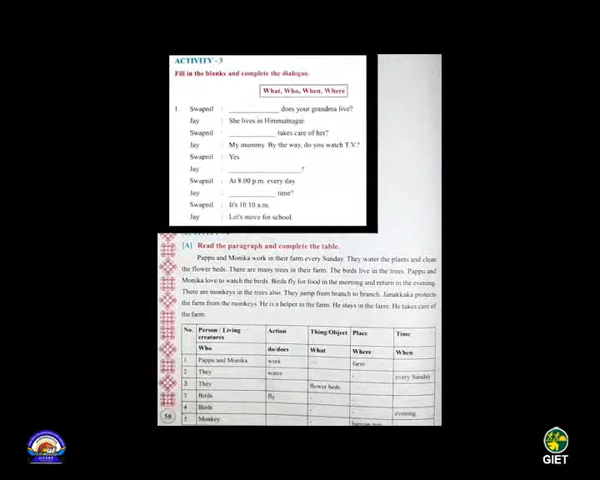 ACTIVITY - 3
Fill in the blanks and complete the dialogue.
What, Who, When, Where
1. Swapnil : ____________ does your grandma live?
Jay : She lives in Himmatnagar.
Swapnil : ____________ takes care of her?
Jay : My mummy. By the way, do you watch T.V.?
Swapnil : Yes
Jay : ____________________ ?
Swapnil : At 8.00 p.m. every day.
Jay : ____________ time?
Swapnil : It's 10.10 a.m.
Jay : Let's move for school.
[A] Read the paragraph and complete the table.
Pappu and Monika work in their farm every Sunday. They water the plants and clean
the flower beds. There are many trees in their farm. The birds live in the trees. Pappu and
Monika love to watch the birds. Birds fly for food in the morning and return in the evening.
There are monkeys in the trees also. They jump from branch to branch. Janakkaka protects
the farm from the monkeys. He is a helper in the farm. He stays in the farm. He takes care of
the farm.
No. Person / Living creatures Action Thing/Object Place Time
Who do/does What Where When
1 Pappu and Monika work farm
2 They water every Sunday
3 They flower beds
3 Birds fly
4 Birds evening
5 Monkey
58
GIET